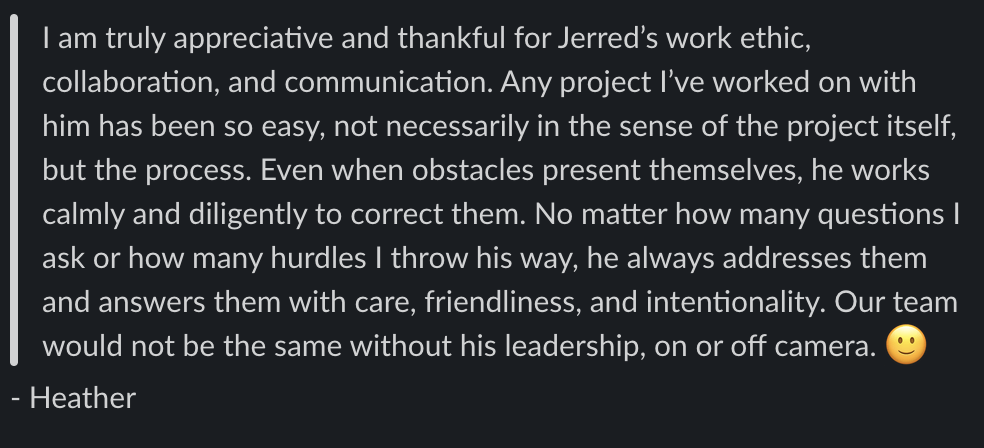 I am truly appreciative and thankful for Jerred’s work ethic,
collaboration, and communication. Any project I’ve worked on with
him has been so easy, not necessarily in the sense of the project itself,
but the process. Even when obstacles present themselves, he works
calmly and diligently to correct them. No matter how many questions I
ask or how many hurdles I throw his way, he always addresses them
and answers them with care, friendliness, and intentionality. Our team
would not be the same without his leadership, on or off camera. 🙂
- Heather